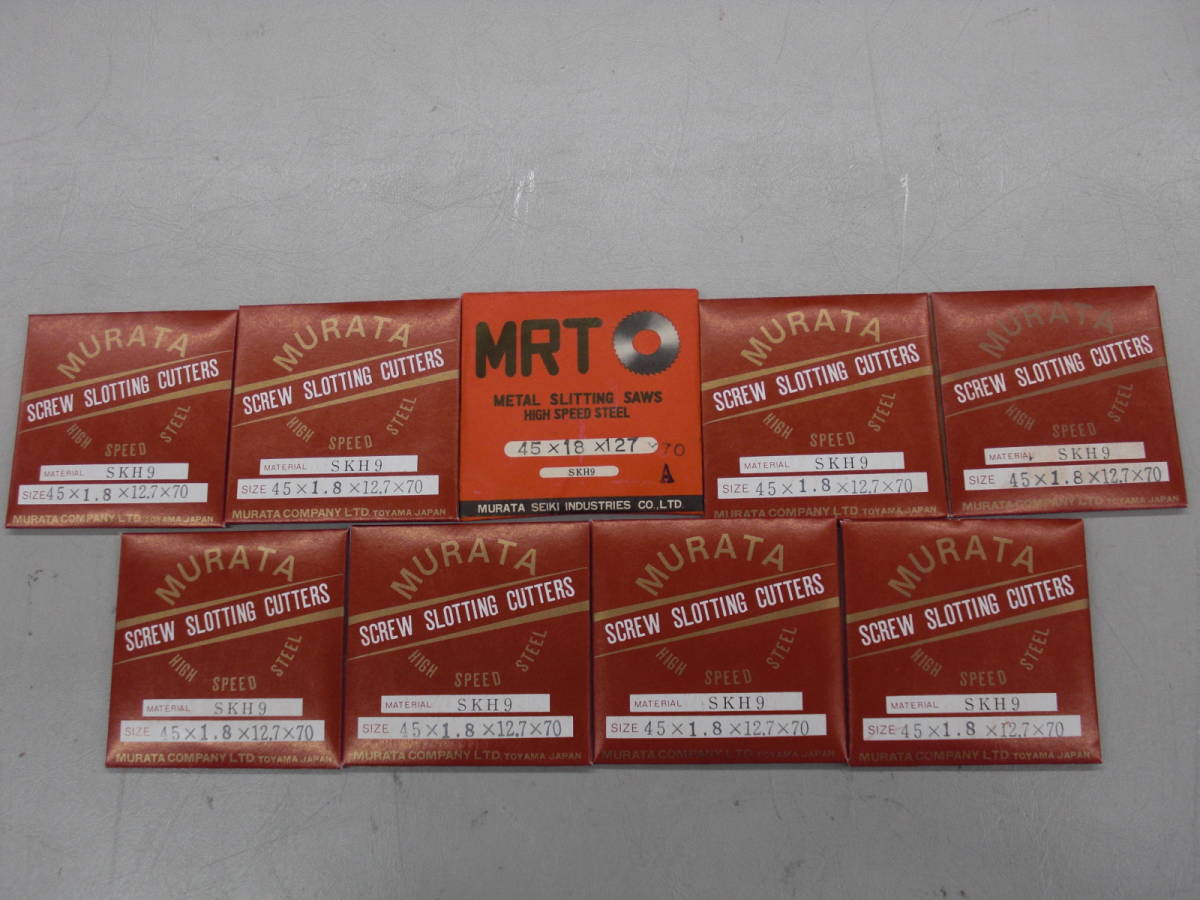 MURATA
SCREW SLOTTING CUTTERS
HIGH SPEED STEEL
MATERIAL SKH9
SIZE 45×1.8×12.7×70
MURATA COMPANY LTD. TOYAMA JAPAN
MURATA
SCREW SLOTTING CUTTERS
HIGH SPEED STEEL
MATERIAL SKH9
SIZE 45×1.8×12.7×70
MURATA COMPANY LTD. TOYAMA JAPAN
MRT
METAL SLITTING SAWS
HIGH SPEED STEEL
45×18×127×70
SKH9
A
MURATA SEIKI INDUSTRIES CO.,LTD.
MURATA
SCREW SLOTTING CUTTERS
HIGH SPEED STEEL
MATERIAL SKH9
SIZE 45×1.8×12.7×70
MURATA COMPANY LTD. TOYAMA JAPAN
MURATA
SCREW SLOTTING CUTTERS
HIGH SPEED STEEL
MATERIAL SKH9
SIZE 45×1.8×12.7×70
MURATA COMPANY LTD. TOYAMA JAPAN
MURATA
SCREW SLOTTING CUTTERS
HIGH SPEED STEEL
MATERIAL SKH9
SIZE 45×1.8×12.7×70
MURATA COMPANY LTD. TOYAMA JAPAN
MURATA
SCREW SLOTTING CUTTERS
HIGH SPEED STEEL
MATERIAL SKH9
SIZE 45×1.8×12.7×70
MURATA COMPANY LTD. TOYAMA JAPAN
MURATA
SCREW SLOTTING CUTTERS
HIGH SPEED STEEL
MATERIAL SKH9
SIZE 45×1.8×12.7×70
MURATA COMPANY LTD. TOYAMA JAPAN
MURATA
SCREW SLOTTING CUTTERS
HIGH SPEED STEEL
MATERIAL SKH9
SIZE 45×1.8×12.7×70
MURATA COMPANY LTD. TOYAMA JAPAN